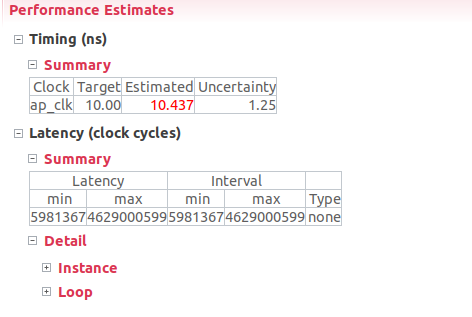 Performance Estimates
Timing (ns)
Summary
Clock Target Estimated Uncertainty
ap_clk 10.00 10.437 1.25
Latency (clock cycles)
Summary
Latency Interval
min max min max Type
5981367 4629000599 5981367 4629000599 none
Detail
Instance
Loop